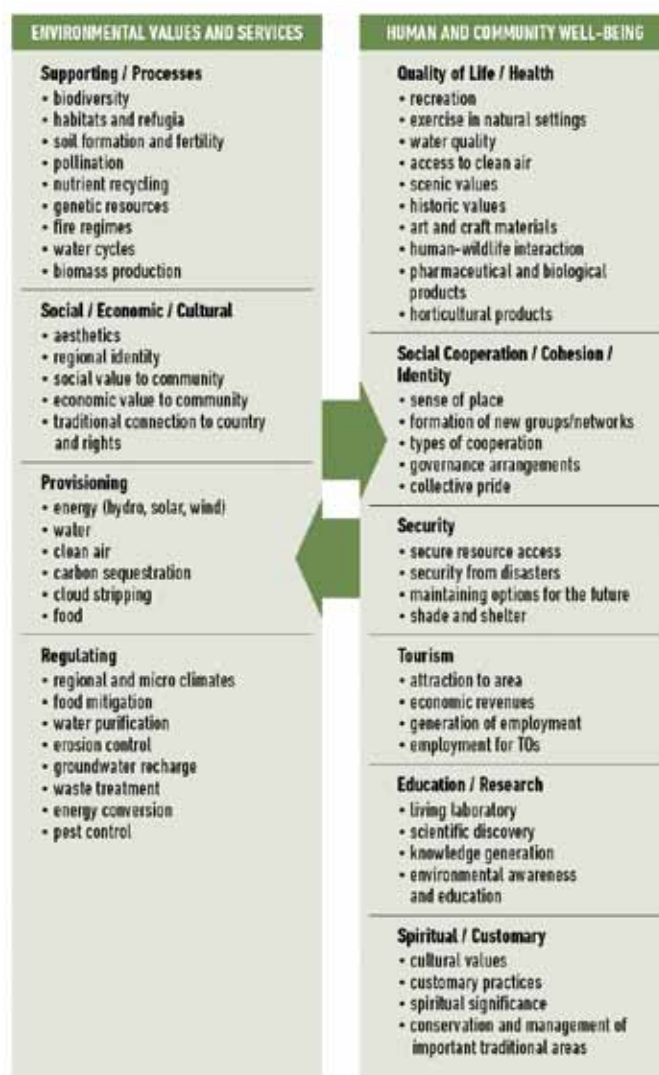 ENVIRONMENTAL VALUES AND SERVICES
Supporting / Processes
• biodiversity
• habitats and refugia
• soil formation and fertility
• pollination
• nutrient recycling
• genetic resources
• fire regimes
• water cycles
• biomass production
Social / Economic / Cultural
• aesthetics
• regional identity
• social value to community
• economic value to community
• traditional connection to country
and rights
Provisioning
• energy (hydro, solar, wind)
• water
• clean air
• carbon sequestration
• cloud stripping
• food
Regulating
• regional and micro climates
• food mitigation
• water purification
• erosion control
• groundwater recharge
• waste treatment
• energy conversion
• pest control
HUMAN AND COMMUNITY WELL-BEING
Quality of Life / Health
• recreation
• exercise in natural settings
• water quality
• access to clean air
• scenic values
• historic values
• art and craft materials
• human-wildlife interaction
• pharmaceutical and biological
products
• horticultural products
Social Cooperation / Cohesion /
Identity
• sense of place
• formation of new groups/networks
• types of cooperation
• governance arrangements
• collective pride
Security
• secure resource access
• security from disasters
• maintaining options for the future
• shade and shelter
Tourism
• attraction to area
• economic revenues
• generation of employment
• employment for TOs
Education / Research
• living laboratory
• scientific discovery
• knowledge generation
• environmental awareness
and education
Spiritual / Customary
• cultural values
• customary practices
• spiritual significance
• conservation and management of
important traditional areas